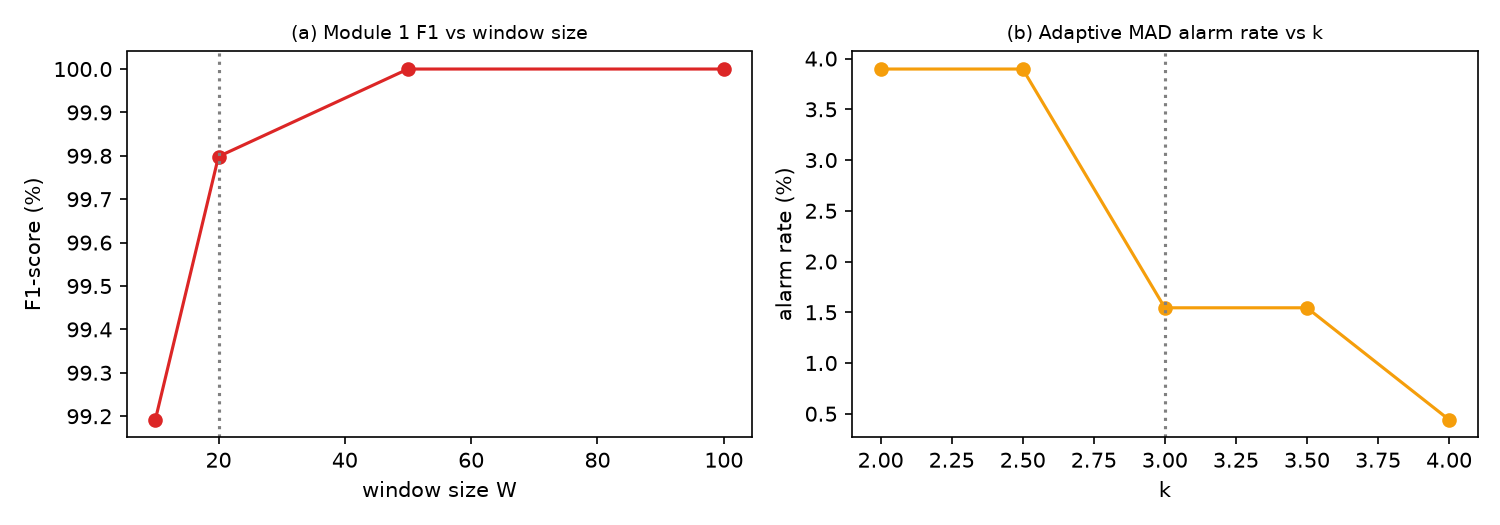 (a) Module 1 F1 vs window size
F1-score (%)
100.0
99.9
99.8
99.7
99.6
99.5
99.4
99.3
99.2
20 40 60 80 100
window size W
(b) Adaptive MAD alarm rate vs k
alarm rate (%)
4.0
3.5
3.0
2.5
2.0
1.5
1.0
0.5
2.00 2.25 2.50 2.75 3.00 3.25 3.50 3.75 4.00
k